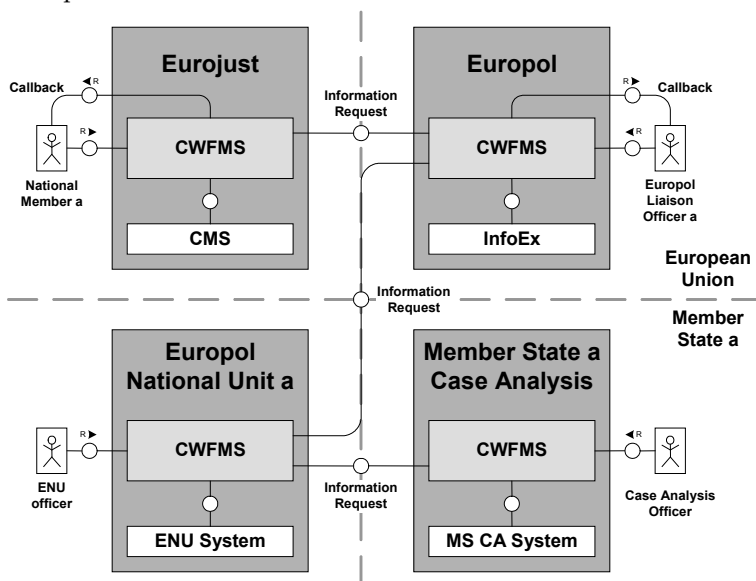 Eurojust
Europol
Callback
R
Information
Request
R
Callback
R
CWFMS
CWFMS
R
National
Member a
Europol
Liaison
Officer a
CMS
InfoEx
European
Union
Information
Request
Member
State a
Europol
National Unit a
Member State a
Case Analysis
R
CWFMS
CWFMS
R
ENU
officer
Information
Request
Case Analysis
Officer
ENU System
MS CA System